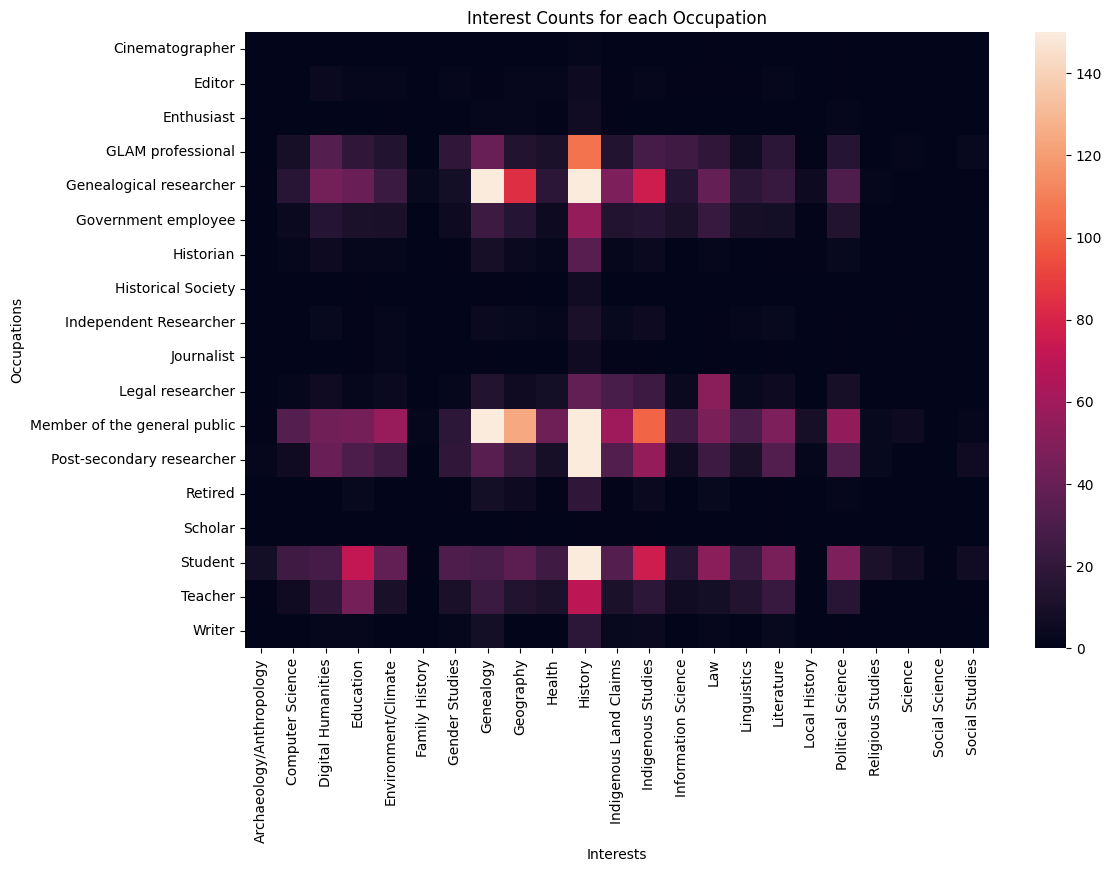 Interest Counts for each Occupation
Occupations
Cinematographer
Editor
Enthusiast
GLAM professional
Genealogical researcher
Government employee
Historian
Historical Society
Independent Researcher
Journalist
Legal researcher
Member of the general public
Post-secondary researcher
Retired
Scholar
Student
Teacher
Writer
Archaeology/Anthropology
Computer Science
Digital Humanities
Education
Environment/Climate
Family History
Gender Studies
Genealogy
Geography
Health
History
Indigenous Land Claims
Indigenous Studies
Information Science
Law
Linguistics
Literature
Local History
Political Science
Religious Studies
Science
Social Science
Social Studies
Interests
140
120
100
80
60
40
20
0